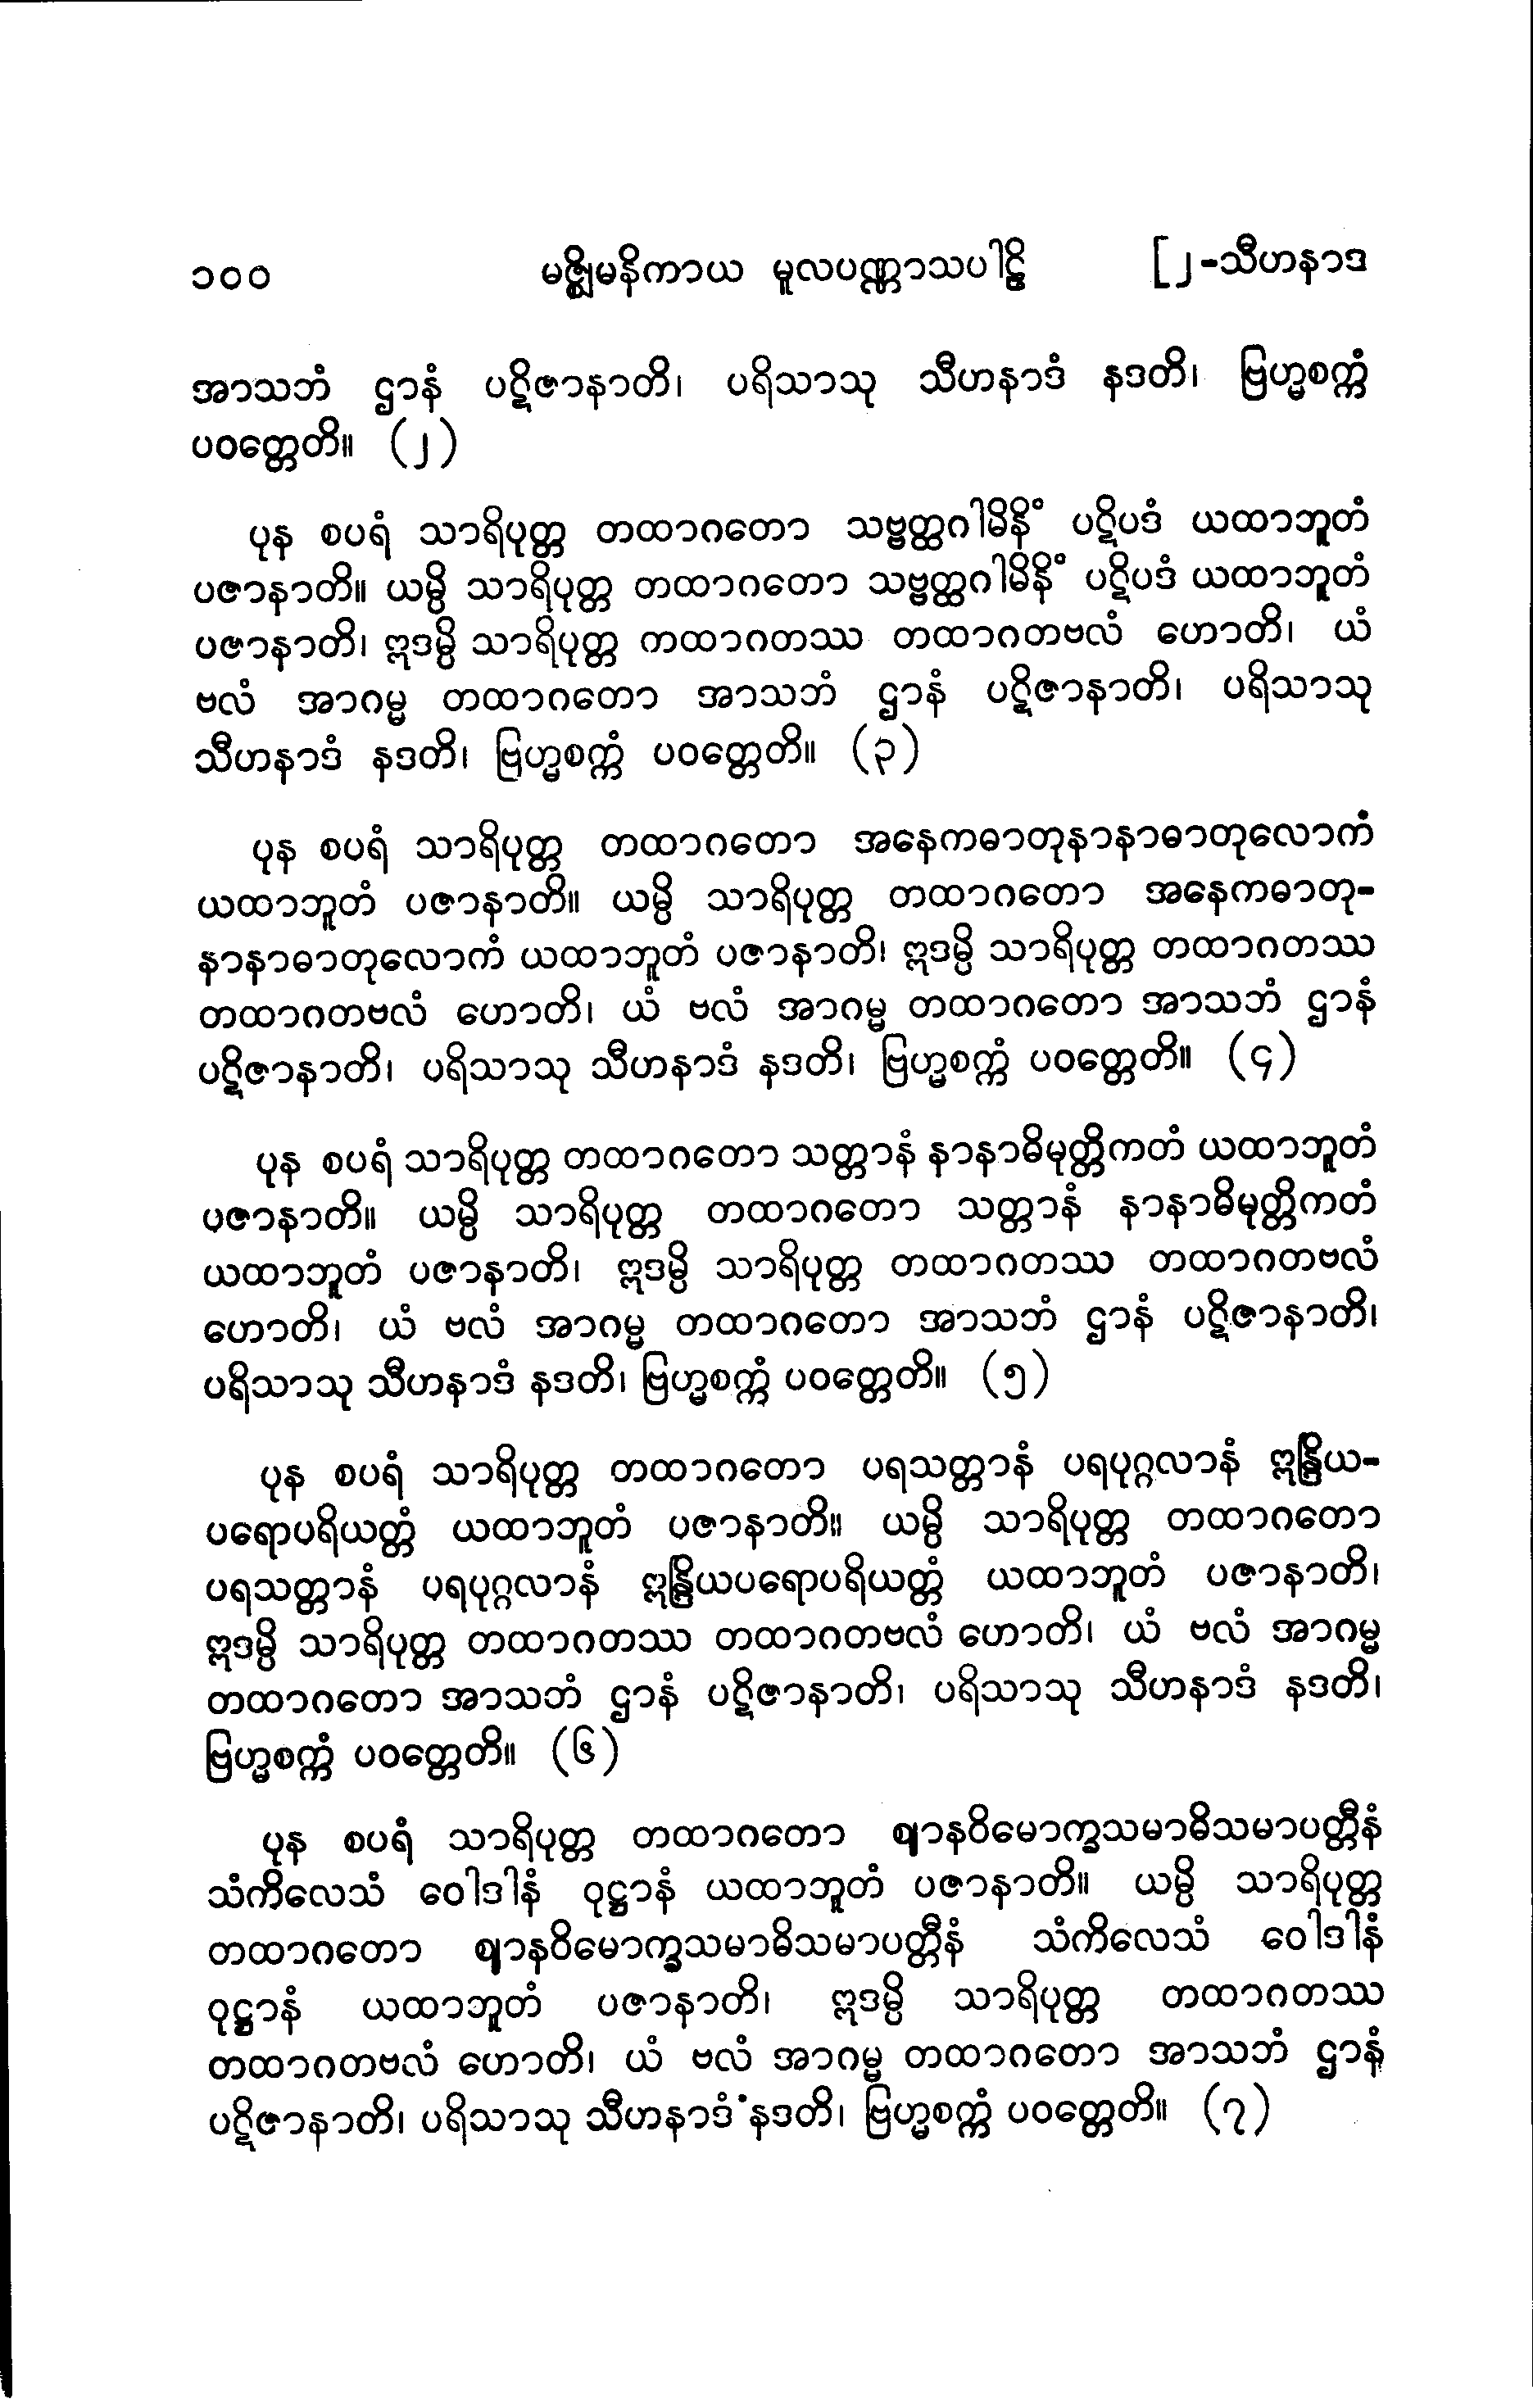 ၁၀၀ မဇ္ဈိမနိကာယ မူလပဏ္ဏာသပါဠိ [၂-သီဟနာဒ
အာသဘံ ဌာနံ ပဋိဇာနာတိ၊ ပရိသာသု သီဟနာဒံ နဒတိ၊ ဗြဟ္မစက္ကံ
ပဝတ္တေတိ။ (၂)
ပုန စပရံ သာရိပုတ္တ တထာဂတော သဗ္ဗတ္ထဂါမိနိံ ပဋိပဒံ ယထာဘူတံ
ပဇာနာတိ။ ယမ္ပိ သာရိပုတ္တ တထာဂတော သဗ္ဗတ္ထဂါမိနိံ ပဋိပဒံ ယထာဘူတံ
ပဇာနာတိ၊ ဣဒမ္ပိ သာရိပုတ္တ ကထာဂတဿ တထာဂတဗလံ ဟောတိ၊ ယံ
ဗလံ အာဂမ္မ တထာဂတော အာသဘံ ဌာနံ ပဋိဇာနာတိ၊ ပရိသာသု
သီဟနာဒံ နဒတိ၊ ဗြဟ္မစက္ကံ ပဝတ္တေတိ။ (၃)
ပုန စပရံ သာရိပုတ္တ တထာဂတော အနေကဓာတုနာနာဓာတုလောကံ
ယထာဘူတံ ပဇာနာတိ။ ယမ္ပိ သာရိပုတ္တ တထာဂတော အနေကဓာတု-
နာနာဓာတုလောကံ ယထာဘူတံ ပဇာနာတိ၊ ဣဒမ္ပိ သာရိပုတ္တ တထာဂတဿ
တထာဂတဗလံ ဟောတိ၊ ယံ ဗလံ အာဂမ္မ တထာဂတော အာသဘံ ဌာနံ
ပဋိဇာနာတိ၊ ပရိသာသု သီဟနာဒံ နဒတိ၊ ဗြဟ္မစက္ကံ ပဝတ္တေတိ။ (၄)
ပုန စပရံ သာရိပုတ္တ တထာဂတော သတ္တာနံ နာနာဓိမုတ္တိကတံ ယထာဘူတံ
ပဇာနာတိ။ ယမ္ပိ သာရိပုတ္တ တထာဂတော သတ္တာနံ နာနာဓိမုတ္တိကတံ
ယထာဘူတံ ပဇာနာတိ၊ ဣဒမ္ပိ သာရိပုတ္တ တထာဂတဿ တထာဂတဗလံ
ဟောတိ၊ ယံ ဗလံ အာဂမ္မ တထာဂတော အာသဘံ ဌာနံ ပဋိဇာနာတိ၊
ပရိသာသု သီဟနာဒံ နဒတိ၊ ဗြဟ္မစက္ကံ ပဝတ္တေတိ။ (၅)
ပုန စပရံ သာရိပုတ္တ တထာဂတော ပရသတ္တာနံ ပရပုဂ္ဂလာနံ ဣန္ဒြိယ-
ပရောပရိယတ္တံ ယထာဘူတံ ပဇာနာတိ။ ယမ္ပိ သာရိပုတ္တ တထာဂတော
ပရသတ္တာနံ ပရပုဂ္ဂလာနံ ဣန္ဒြိယပရောပရိယတ္တံ ယထာဘူတံ ပဇာနာတိ၊
ဣဒမ္ပိ သာရိပုတ္တ တထာဂတဿ တထာဂတဗလံ ဟောတိ၊ ယံ ဗလံ အာဂမ္မ
တထာဂတော အာသဘံ ဌာနံ ပဋိဇာနာတိ၊ ပရိသာသု သီဟနာဒံ နဒတိ၊
ဗြဟ္မစက္ကံ ပဝတ္တေတိ။ (၆)
ပုန စပရံ သာရိပုတ္တ တထာဂတော ဈာနဝိမောက္ခသမာဓိသမာပတ္တီနံ
သံကိလေသံ ဝေါဒါနံ ဝုဋ္ဌာနံ ယထာဘူတံ ပဇာနာတိ။ ယမ္ပိ သာရိပုတ္တ
တထာဂတော ဈာနဝိမောက္ခသမာဓိသမာပတ္တီနံ သံကိလေသံ ဝေါဒါနံ
ဝုဋ္ဌာနံ ယထာဘူတံ ပဇာနာတိ၊ ဣဒမ္ပိ သာရိပုတ္တ တထာဂတဿ
တထာဂတဗလံ ဟောတိ၊ ယံ ဗလံ အာဂမ္မ တထာဂတော အာသဘံ ဌာနံ
ပဋိဇာနာတိ၊ ပရိသာသု သီဟနာဒံ နဒတိ၊ ဗြဟ္မစက္ကံ ပဝတ္တေတိ။ (၇)